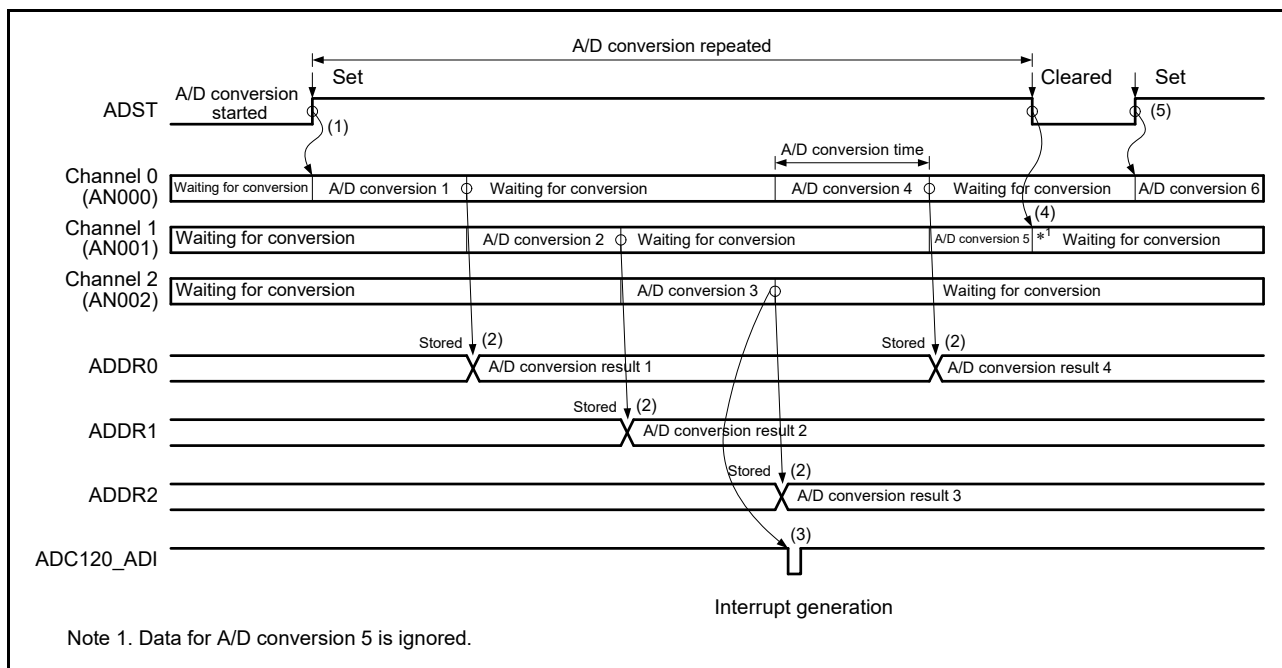 A/D conversion repeated
Set Cleared Set
A/D conversion
started
ADST
(1) (5)
A/D conversion time
Channel 0
(AN000)
Waiting for conversion A/D conversion 1 Waiting for conversion A/D conversion 4 Waiting for conversion A/D conversion 6
(4)
Channel 1
(AN001)
Waiting for conversion A/D conversion 2 Waiting for conversion A/D conversion 5 *1 Waiting for conversion
Channel 2
(AN002)
Waiting for conversion A/D conversion 3 Waiting for conversion
Stored (2) Stored (2)
ADDR0 A/D conversion result 1 A/D conversion result 4
Stored (2)
ADDR1 A/D conversion result 2
Stored (2)
ADDR2 A/D conversion result 3
(3)
ADC120_ADI
Interrupt generation
Note 1. Data for A/D conversion 5 is ignored.